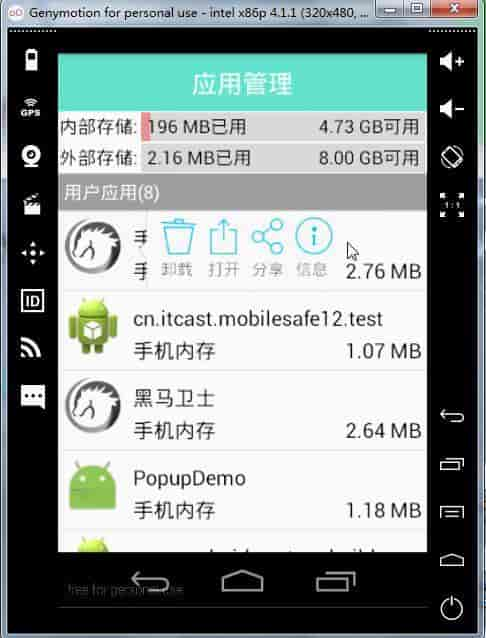 Genymotion for personal use - intel x86p 4.1.1 (320x480, ...
GPS
ID
1:1
应用管理
内部存储: 196 MB已用 4.73 GB可用
外部存储: 2.16 MB已用 8.00 GB可用
用户应用(8)
卸载 打开 分享 信息
2.76 MB
cn.itcast.mobilesafe12.test
手机内存 1.07 MB
黑马卫士
手机内存 2.64 MB
PopupDemo
手机内存 1.18 MB
free for personal use